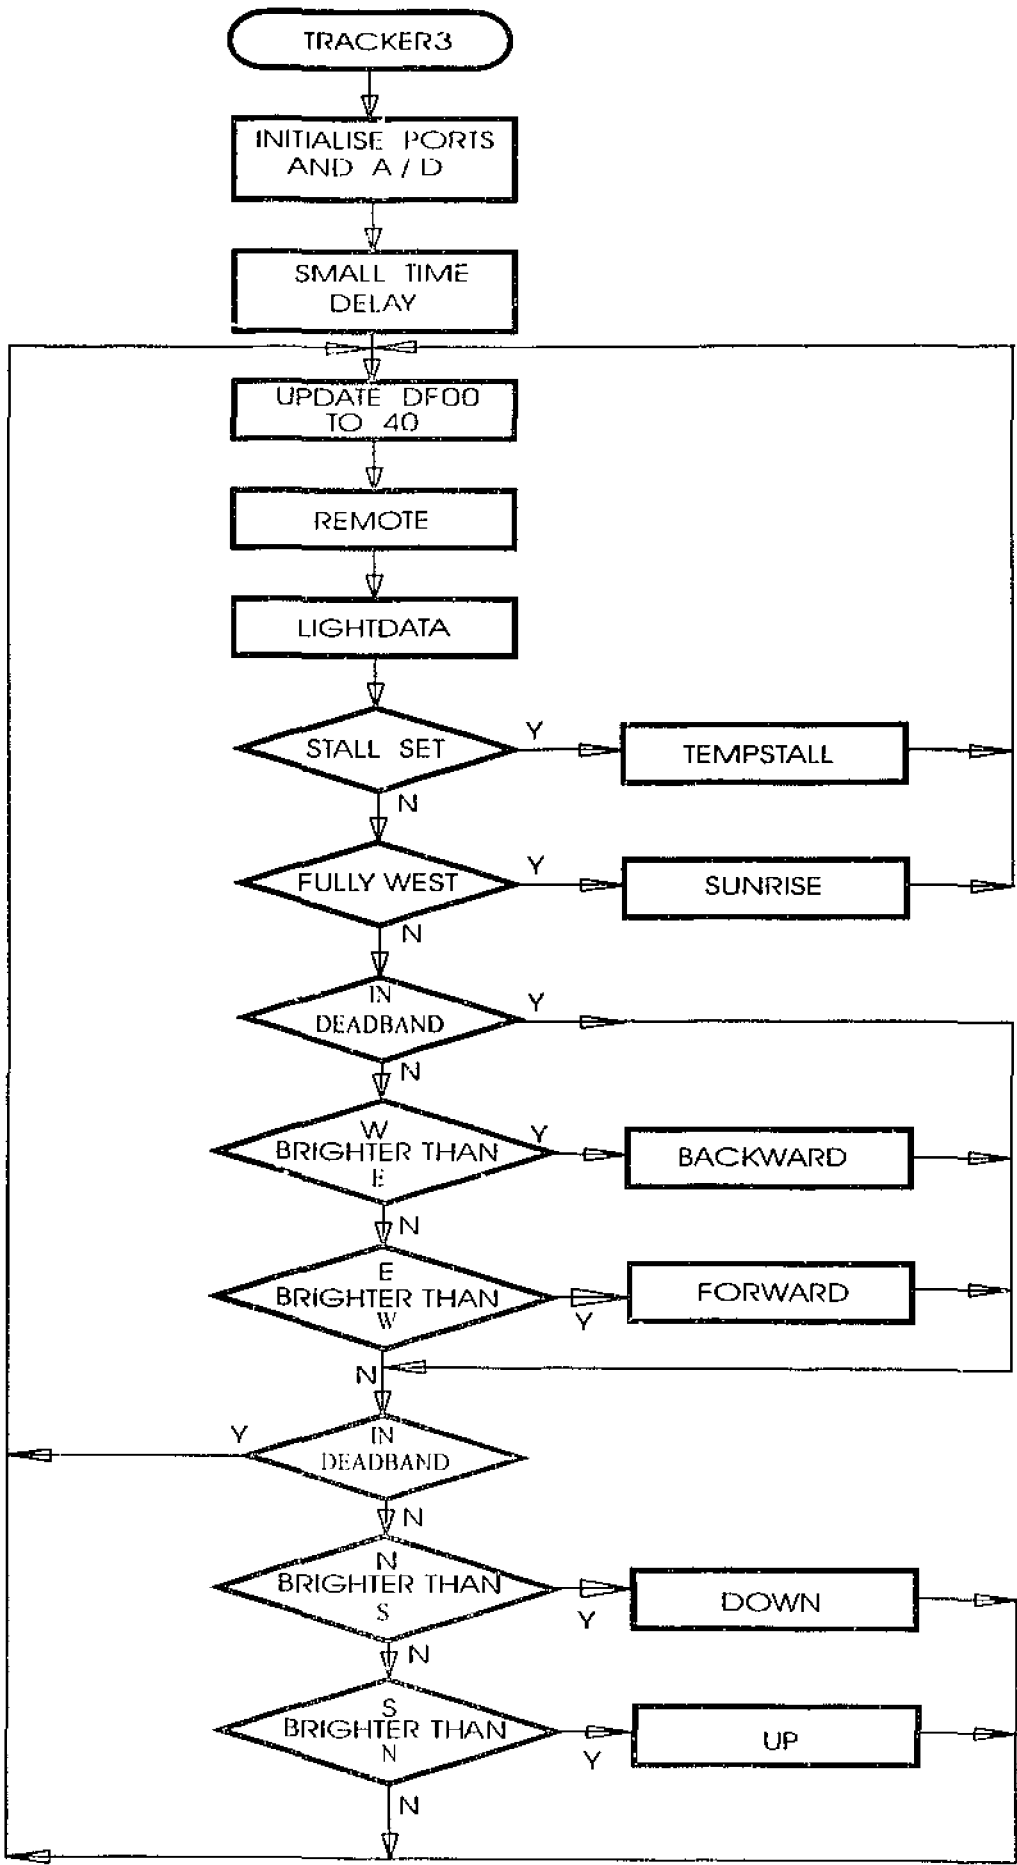 TRACKER3
INITIALISE PORTS
AND A / D
SMALL TIME
DELAY
UPDATE DF00
TO 40
REMOTE
LIGHTDATA
STALL SET
Y
TEMPSTALL
N
FULLY WEST
Y
SUNRISE
N
IN
DEADBAND
Y
N
W
BRIGHTER THAN
E
Y
BACKWARD
N
E
BRIGHTER THAN
W
Y
FORWARD
N
Y
IN
DEADBAND
N
N
BRIGHTER THAN
S
Y
DOWN
N
S
BRIGHTER THAN
N
Y
UP
N